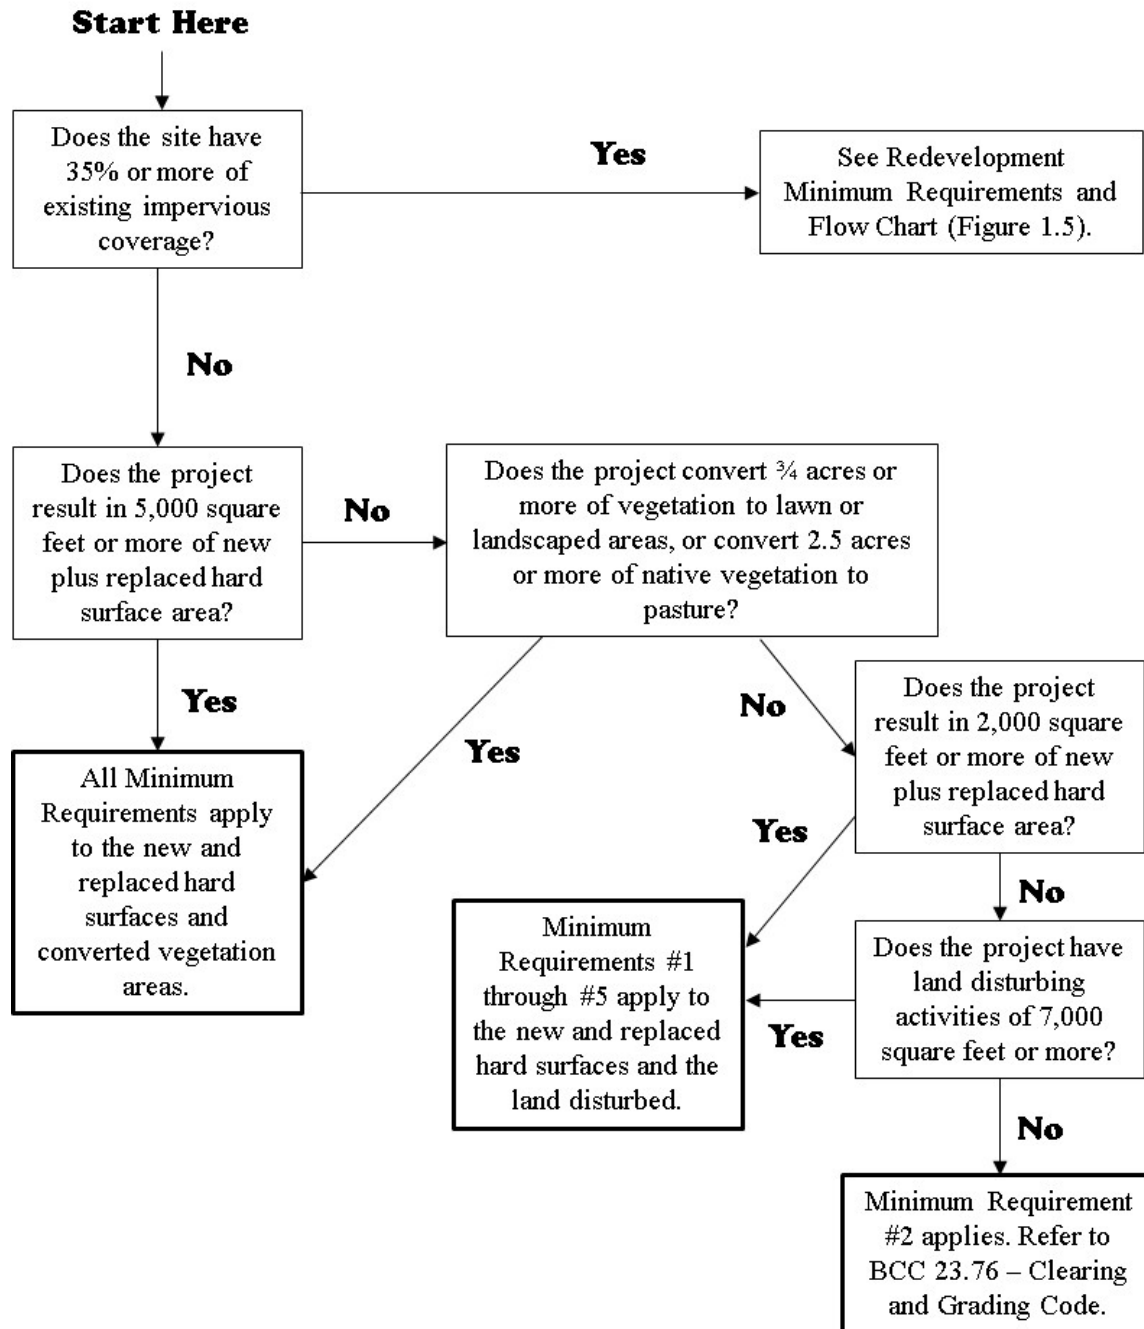 Start Here
Does the site have
35% or more of
existing impervious
coverage?
Yes
See Redevelopment
Minimum Requirements and
Flow Chart (Figure 1.5).
No
Does the project
result in 5,000 square
feet or more of new
plus replaced hard
surface area?
No
Does the project convert ¾ acres or
more of vegetation to lawn or
landscaped areas, or convert 2.5 acres
or more of native vegetation to
pasture?
Yes
All Minimum
Requirements apply
to the new and
replaced hard
surfaces and
converted vegetation
areas.
Yes
No
Does the project
result in 2,000 square
feet or more of new
plus replaced hard
surface area?
Yes
Minimum
Requirements #1
through #5 apply to
the new and replaced
hard surfaces and the
land disturbed.
No
Does the project have
land disturbing
activities of 7,000
square feet or more?
Yes
No
Minimum Requirement
#2 applies. Refer to
BCC 23.76 – Clearing
and Grading Code.